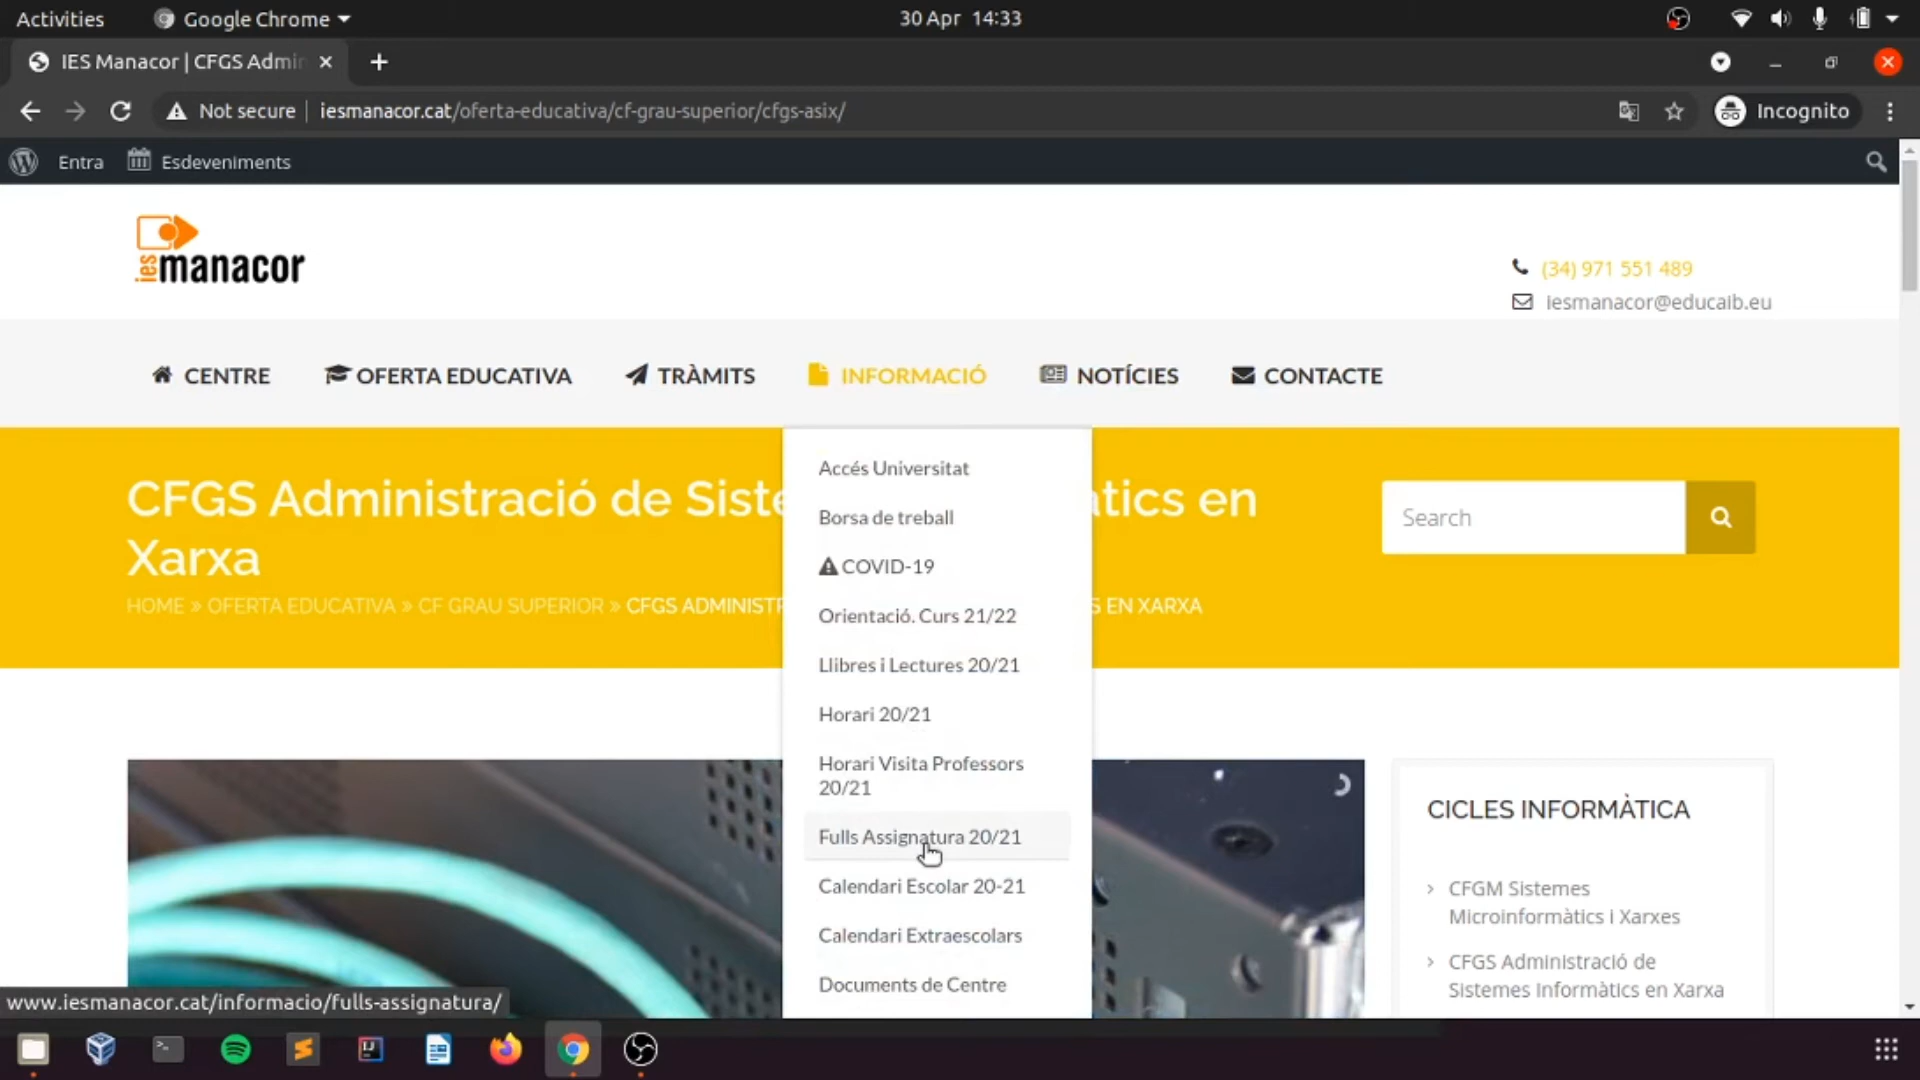 Activities
Google Chrome
30 Apr 14:33
IES Manacor | CFGS Admi
Not secure
iesmanacor.cat/oferta-educativa/cf-grau-superior/cfgs-asix/
Incognito
Entra
Esdeveniments
ies manacor
(34) 971 551 489
iesmanacor@educaib.eu
CENTRE
OFERTA EDUCATIVA
TRÀMITS
INFORMACIÓ
NOTÍCIES
CONTACTE
CFGS Administració de Siste
àtics en
Xarxa
HOME » OFERTA EDUCATIVA » CF GRAU SUPERIOR » CFGS ADMINISTR
S EN XARXA
Search
Accés Universitat
Borsa de treball
COVID-19
Orientació. Curs 21/22
Llibres i Lectures 20/21
Horari 20/21
Horari Visita Professors
20/21
Fulls Assignatura 20/21
Calendari Escolar 20-21
Calendari Extraescolars
Documents de Centre
CICLES INFORMÀTICA
CFGM Sistemes
Microinformàtics i Xarxes
CFGS Administració de
Sistemes Informàtics en Xarxa
www.iesmanacor.cat/informacio/fulls-assignatura/